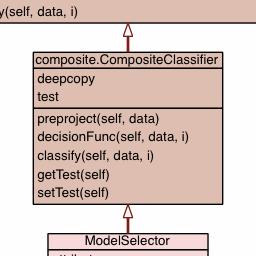 (self, data, i)
composite.CompositeClassifier
deepcopy
test
preproject(self, data)
decisionFunc(self, data, i)
classify(self, data, i)
getTest(self)
setTest(self)
ModelSelector